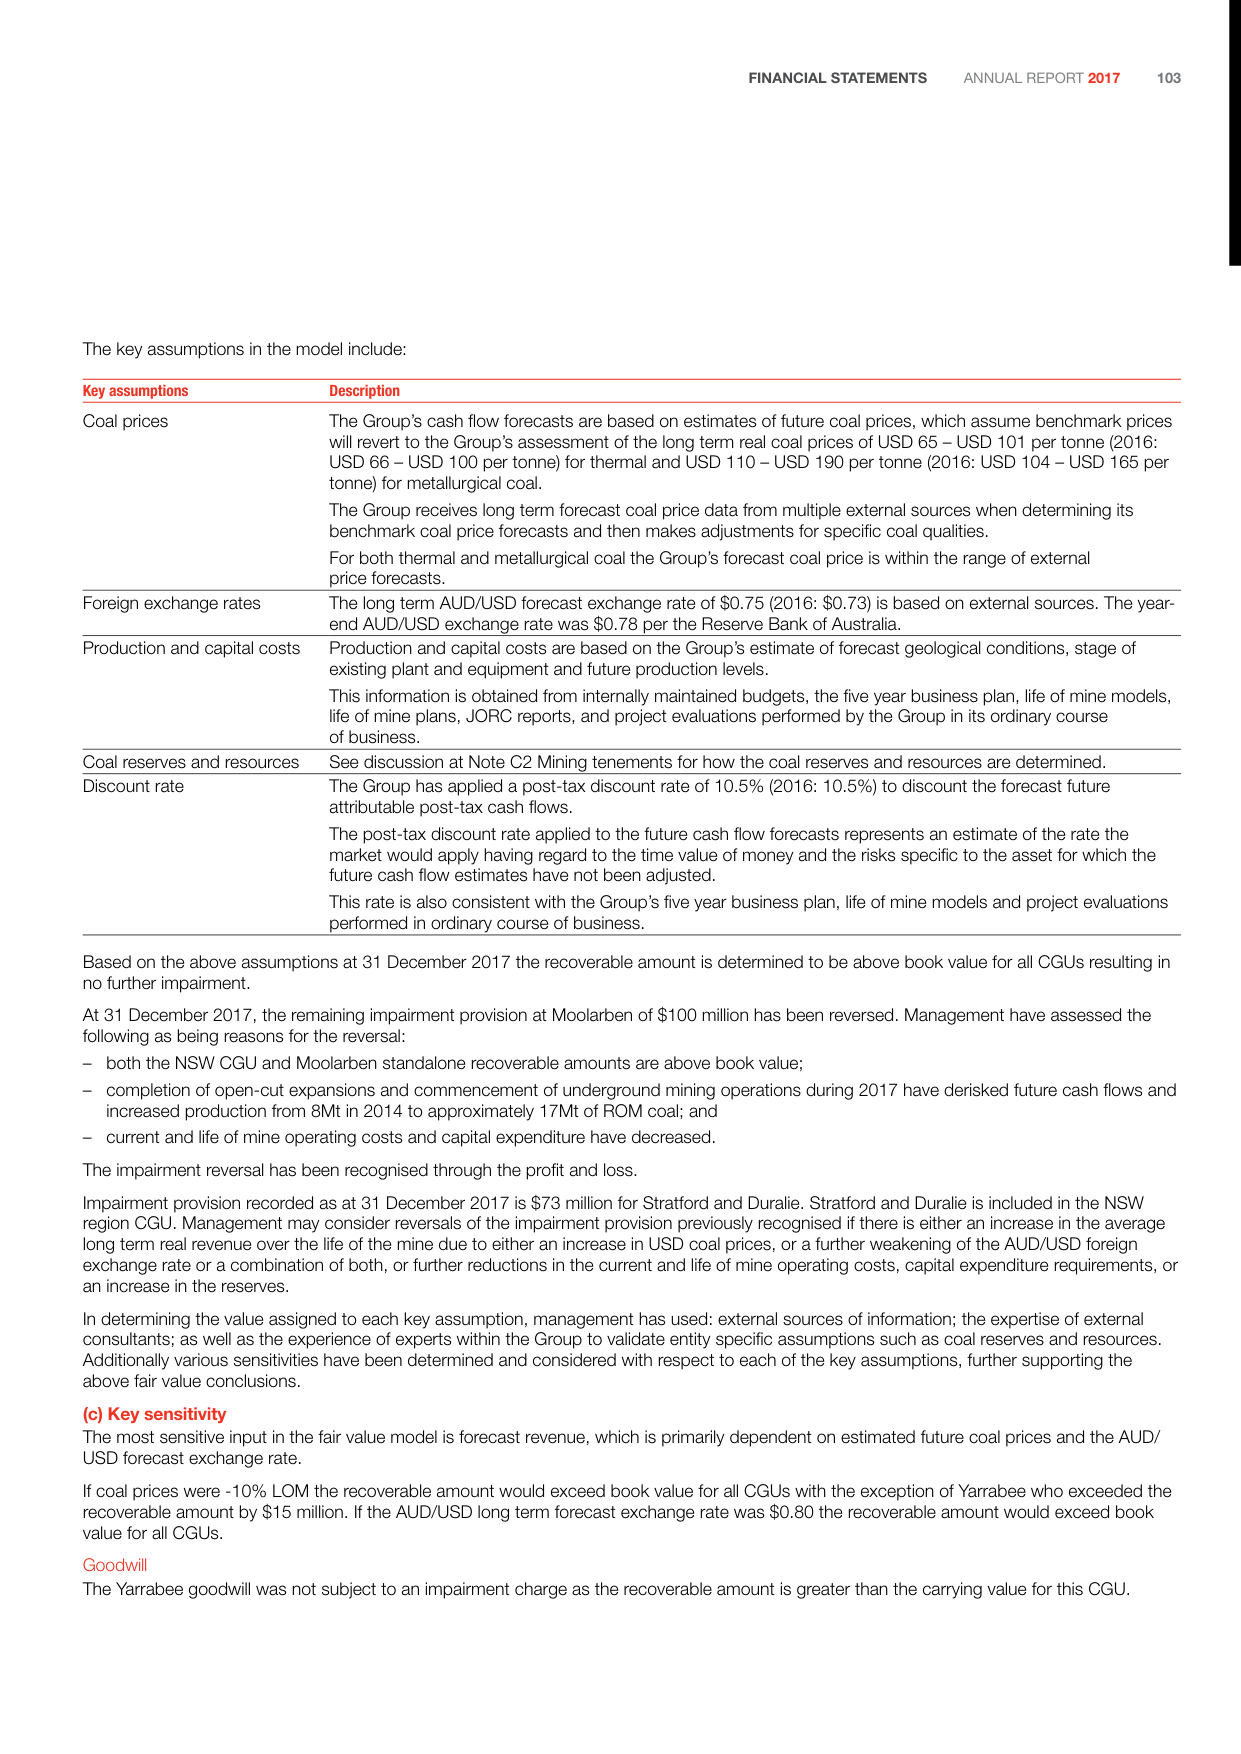 FINANCIAL STATEMENTS ANNUAL REPORT 2017 103
The key assumptions in the model include:
Key assumptions Description
Coal prices The Group’s cash flow forecasts are based on estimates of future coal prices, which assume benchmark prices
will revert to the Group’s assessment of the long term real coal prices of USD 65 – USD 101 per tonne (2016:
USD 66 – USD 100 per tonne) for thermal and USD 110 – USD 190 per tonne (2016: USD 104 – USD 165 per
tonne) for metallurgical coal.
The Group receives long term forecast coal price data from multiple external sources when determining its
benchmark coal price forecasts and then makes adjustments for specific coal qualities.
For both thermal and metallurgical coal the Group’s forecast coal price is within the range of external
price forecasts.
Foreign exchange rates The long term AUD/USD forecast exchange rate of $0.75 (2016: $0.73) is based on external sources. The year-
end AUD/USD exchange rate was $0.78 per the Reserve Bank of Australia.
Production and capital costs Production and capital costs are based on the Group’s estimate of forecast geological conditions, stage of
existing plant and equipment and future production levels.
This information is obtained from internally maintained budgets, the five year business plan, life of mine models,
life of mine plans, JORC reports, and project evaluations performed by the Group in its ordinary course
of business.
Coal reserves and resources See discussion at Note C2 Mining tenements for how the coal reserves and resources are determined.
Discount rate The Group has applied a post-tax discount rate of 10.5% (2016: 10.5%) to discount the forecast future
attributable post-tax cash flows.
The post-tax discount rate applied to the future cash flow forecasts represents an estimate of the rate the
market would apply having regard to the time value of money and the risks specific to the asset for which the
future cash flow estimates have not been adjusted.
This rate is also consistent with the Group’s five year business plan, life of mine models and project evaluations
performed in ordinary course of business.
Based on the above assumptions at 31 December 2017 the recoverable amount is determined to be above book value for all CGUs resulting in
no further impairment.
At 31 December 2017, the remaining impairment provision at Moolarben of $100 million has been reversed. Management have assessed the
following as being reasons for the reversal:
– both the NSW CGU and Moolarben standalone recoverable amounts are above book value;
– completion of open-cut expansions and commencement of underground mining operations during 2017 have derisked future cash flows and
increased production from 8Mt in 2014 to approximately 17Mt of ROM coal; and
– current and life of mine operating costs and capital expenditure have decreased.
The impairment reversal has been recognised through the profit and loss.
Impairment provision recorded as at 31 December 2017 is $73 million for Stratford and Duralie. Stratford and Duralie is included in the NSW
region CGU. Management may consider reversals of the impairment provision previously recognised if there is either an increase in the average
long term real revenue over the life of the mine due to either an increase in USD coal prices, or a further weakening of the AUD/USD foreign
exchange rate or a combination of both, or further reductions in the current and life of mine operating costs, capital expenditure requirements, or
an increase in the reserves.
In determining the value assigned to each key assumption, management has used: external sources of information; the expertise of external
consultants; as well as the experience of experts within the Group to validate entity specific assumptions such as coal reserves and resources.
Additionally various sensitivities have been determined and considered with respect to each of the key assumptions, further supporting the
above fair value conclusions.
(c) Key sensitivity
The most sensitive input in the fair value model is forecast revenue, which is primarily dependent on estimated future coal prices and the AUD/
USD forecast exchange rate.
If coal prices were -10% LOM the recoverable amount would exceed book value for all CGUs with the exception of Yarrabee who exceeded the
recoverable amount by $15 million. If the AUD/USD long term forecast exchange rate was $0.80 the recoverable amount would exceed book
value for all CGUs.
Goodwill
The Yarrabee goodwill was not subject to an impairment charge as the recoverable amount is greater than the carrying value for this CGU.